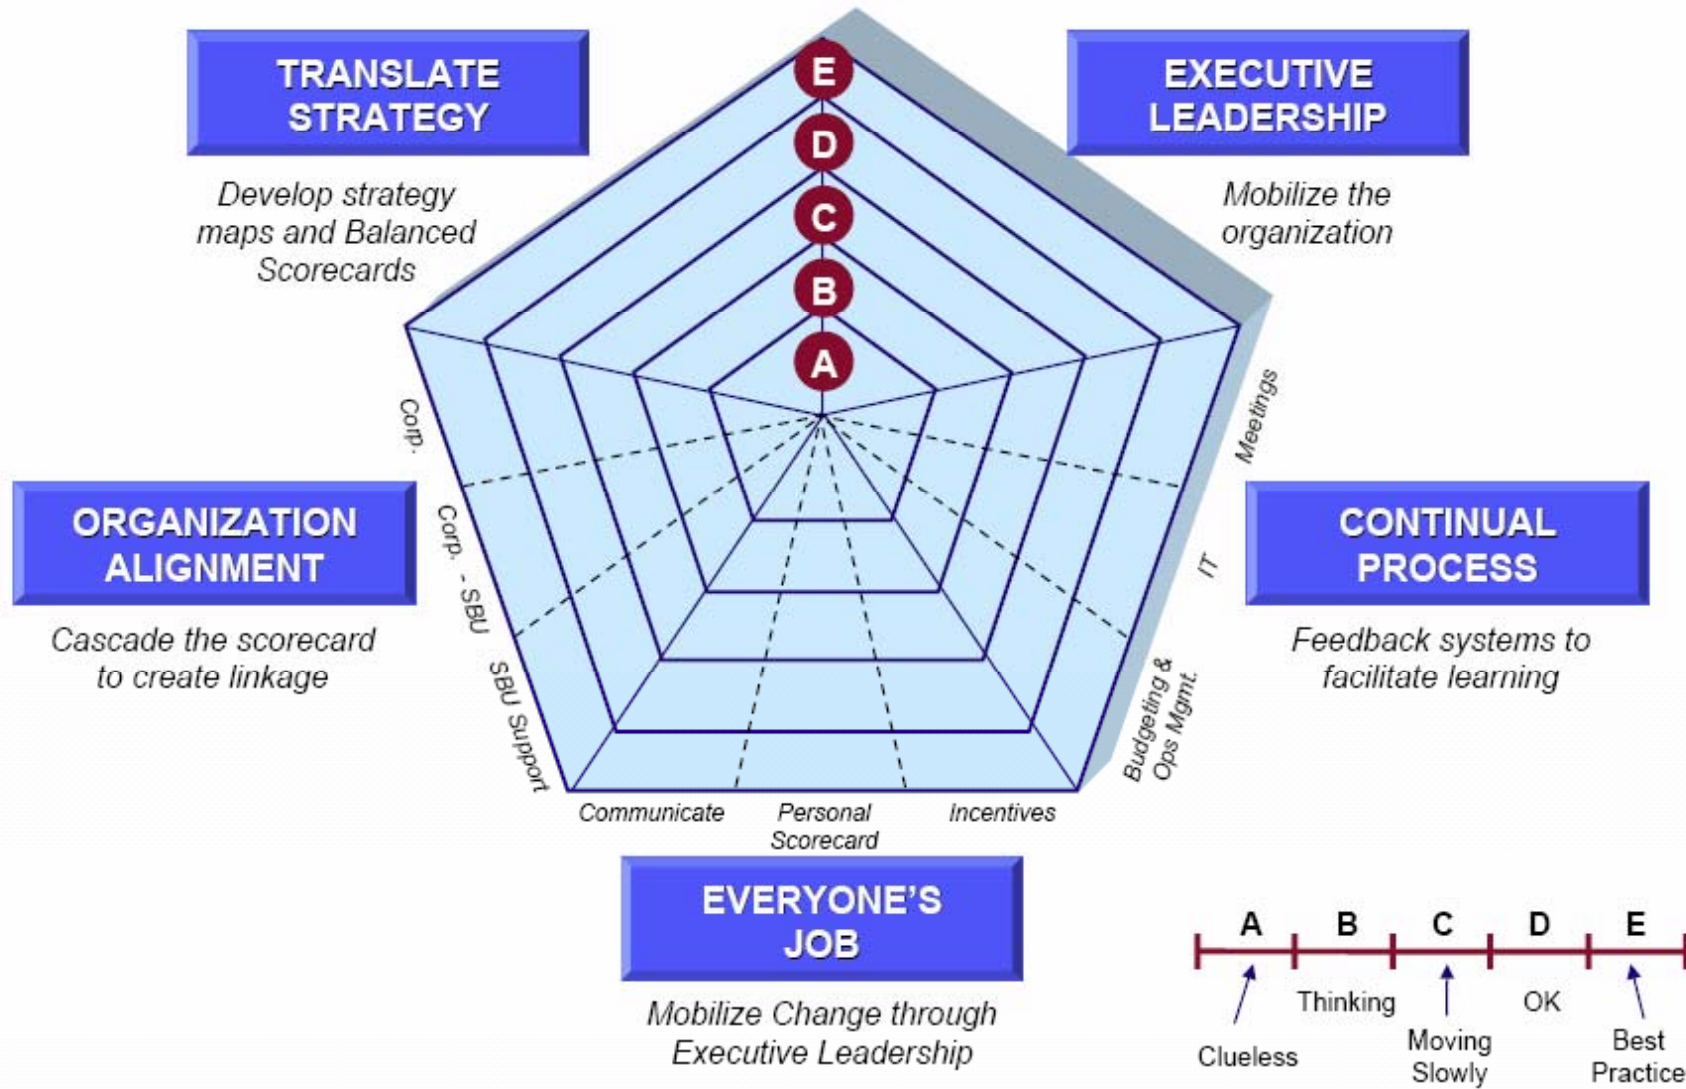 TRANSLATE
STRATEGY
Develop strategy
maps and Balanced
Scorecards
EXECUTIVE
LEADERSHIP
Mobilize the
organization
E
D
C
B
A
Corp.
Corp. - SBU
SBU Support
Meetings
IT
Budgeting &
Ops Mgmt.
ORGANIZATION
ALIGNMENT
Cascade the scorecard
to create linkage
CONTINUAL
PROCESS
Feedback systems to
facilitate learning
Communicate
Personal
Scorecard
Incentives
EVERYONE'S
JOB
Mobilize Change through
Executive Leadership
A B C D E
Thinking
OK
Clueless
Moving
Slowly
Best
Practice